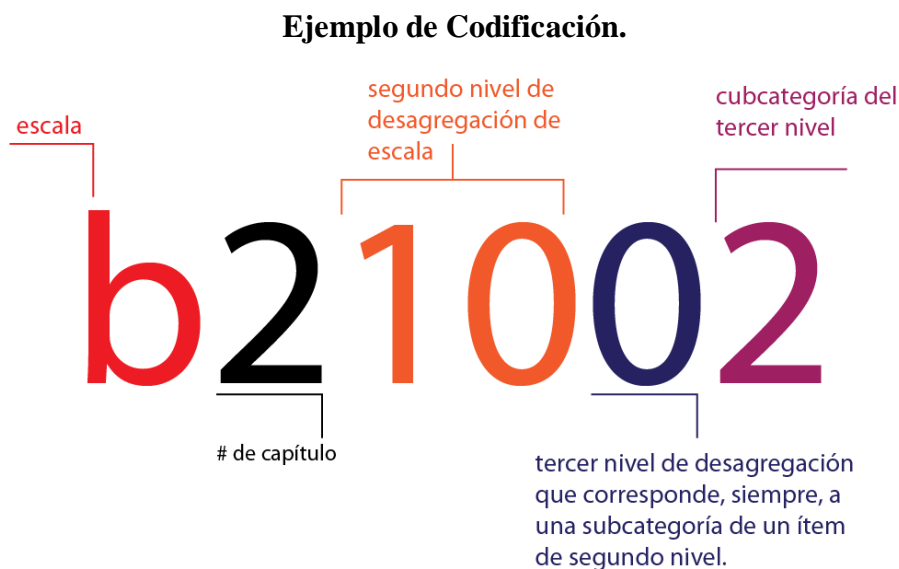 Ejemplo de Codificación.
escala
segundo nivel de
desagregación de
escala
cubcategoría del
tercer nivel
b21002
# de capítulo
tercer nivel de desagregación
que corresponde, siempre, a
una subcategoría de un ítem
de segundo nivel.